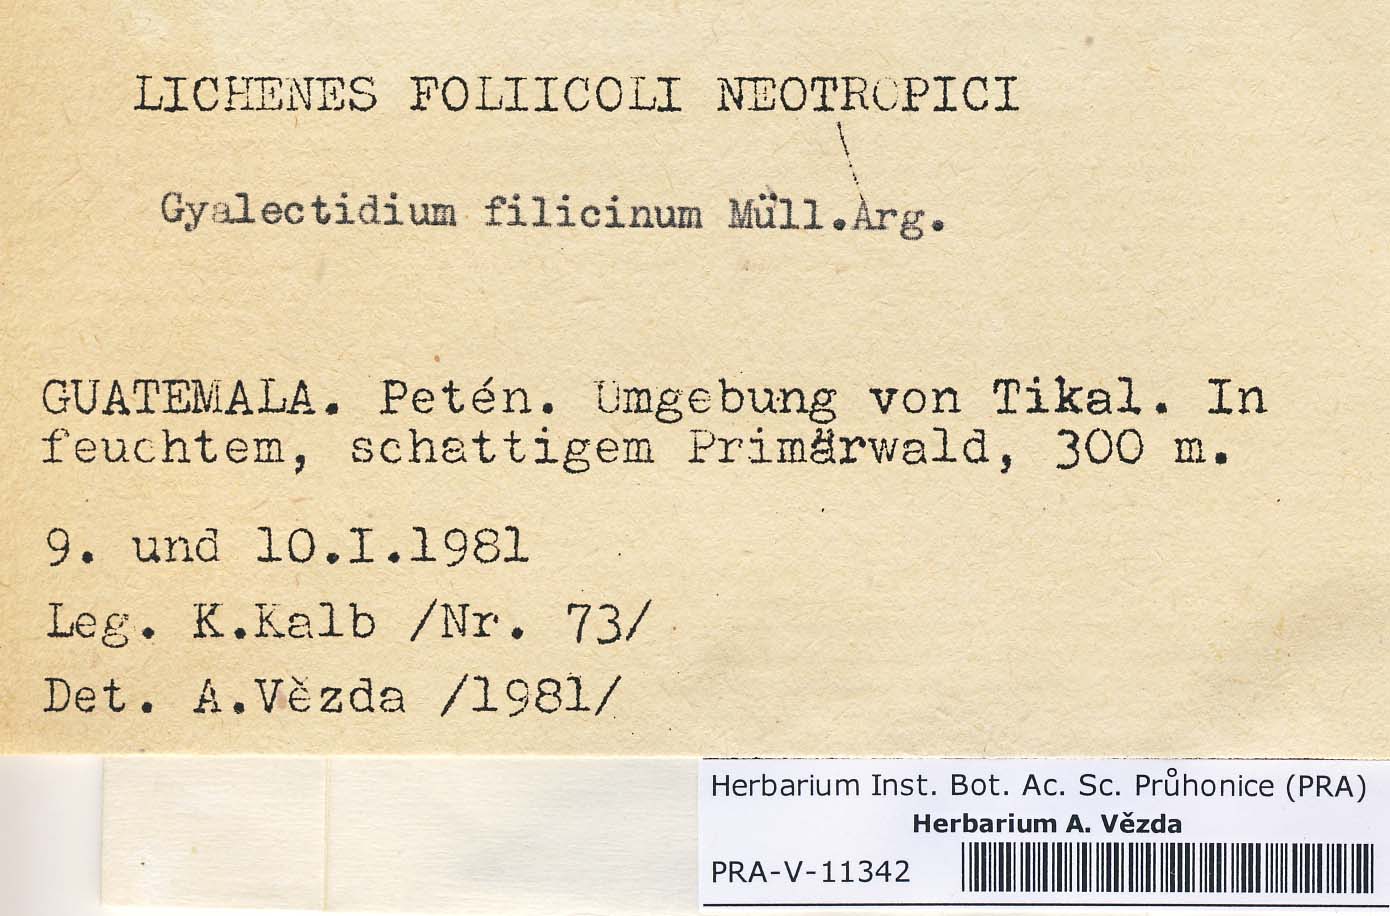 LICHENES FOLIICOLI NEOTROPICI
Gyalectidium filicinum Müll.Arg.
GUATEMALA. Petén. Umgebung von Tikal. In
feuchtem, schattigem Primärwald, 300 m.
9. und 10.I.1981
Leg. K.Kalb /Nr. 73/
Det. A.Vězda /1981/
Herbarium Inst. Bot. Ac. Sc. Průhonice (PRA)
Herbarium A. Vězda
PRA-V-11342